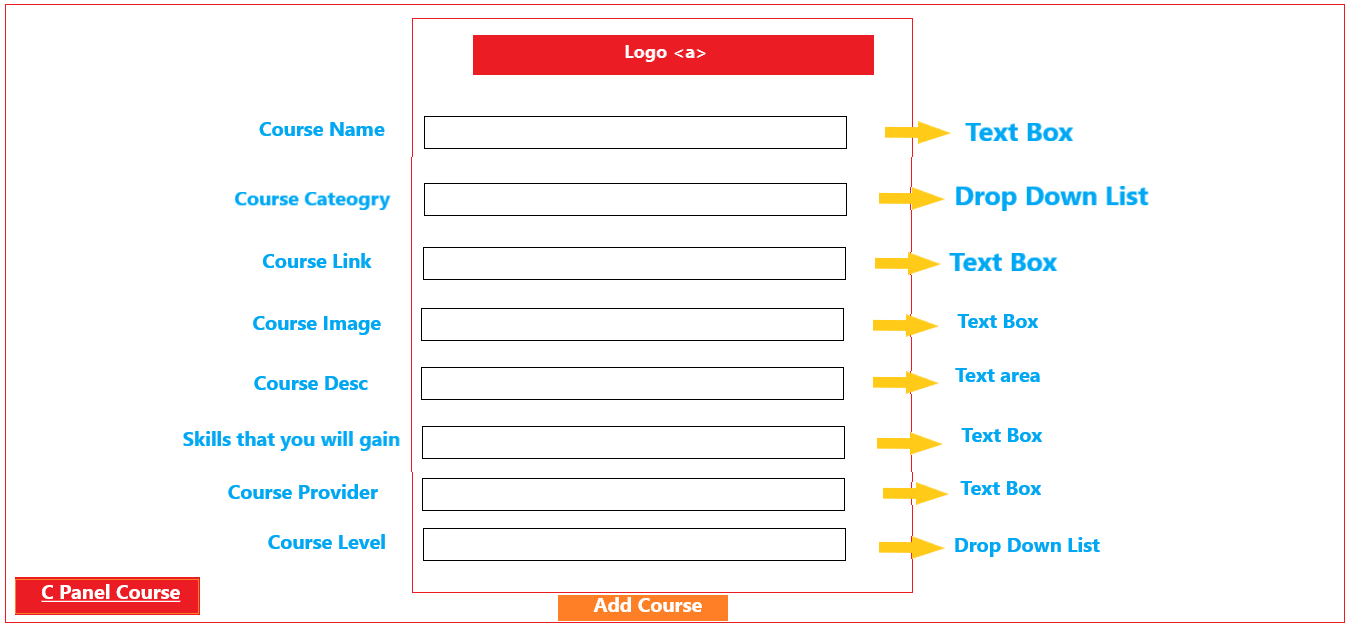 Logo <a>
Course Name
Text Box
Course Cateogry
Drop Down List
Course Link
Text Box
Course Image
Text Box
Course Desc
Text area
Skills that you will gain
Text Box
Course Provider
Text Box
Course Level
Drop Down List
C Panel Course
Add Course